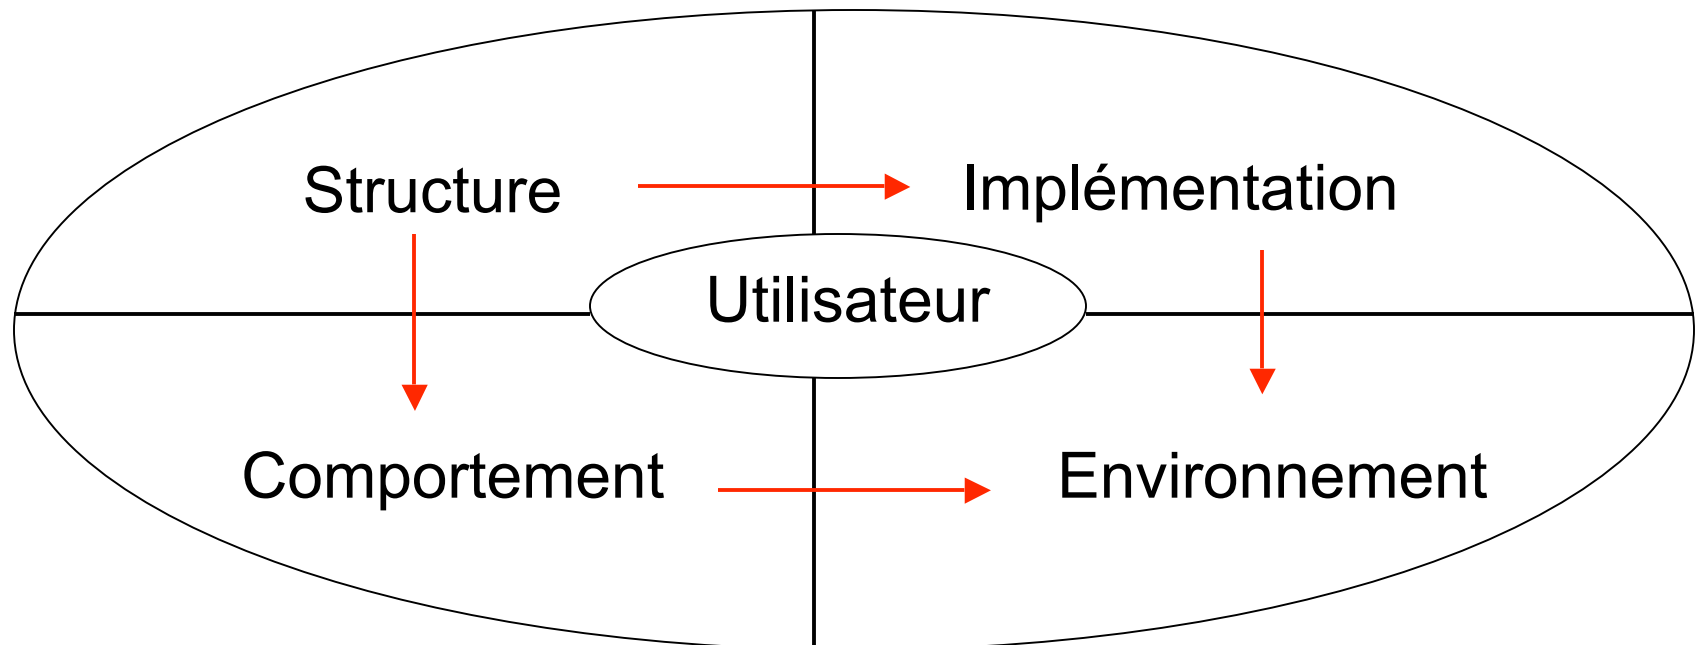 Structure
Implémentation
Utilisateur
Comportement
Environnement